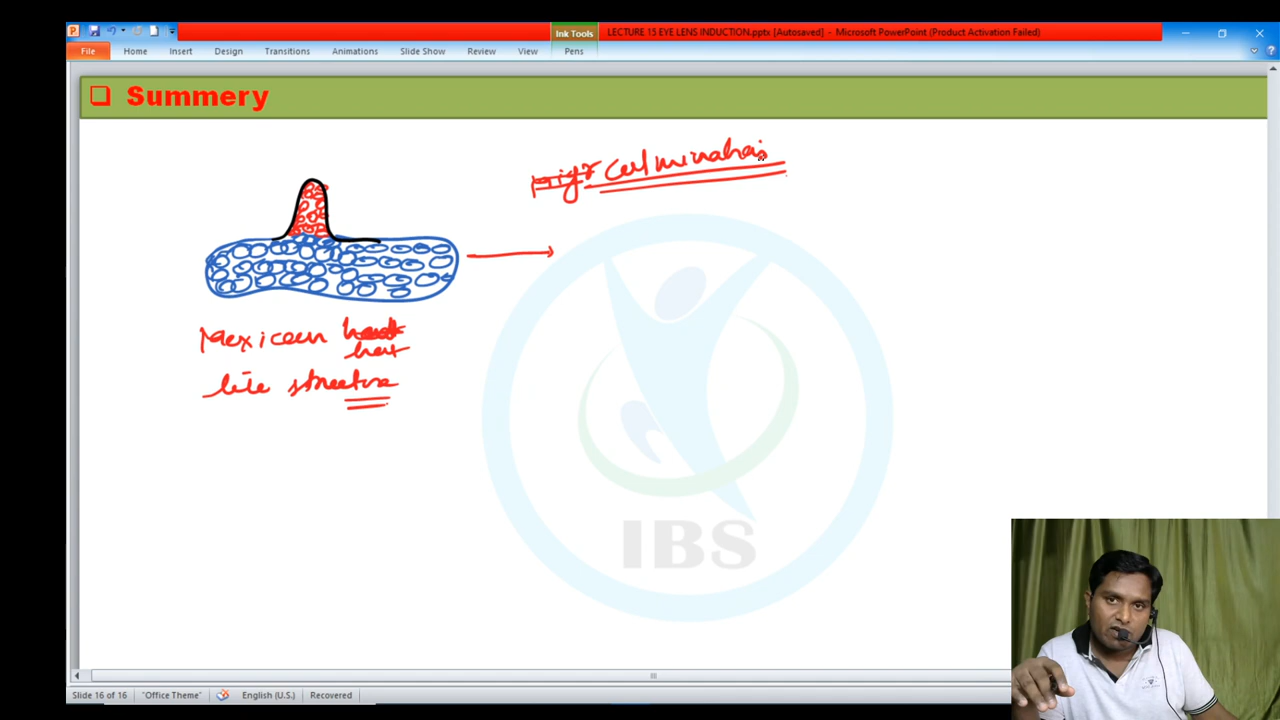 Ink Tools
LECTURE 15 EYE LENS INDUCTION.pptx [Autosaved] - Microsoft PowerPoint (Product Activation Failed)
File Home Insert Design Transitions Animations Slide Show Review View Pens
Summery
culmination
Mexican
hat
like structure
IBS
Slide 16 of 16 "Office Theme" English (U.S.) Recovered